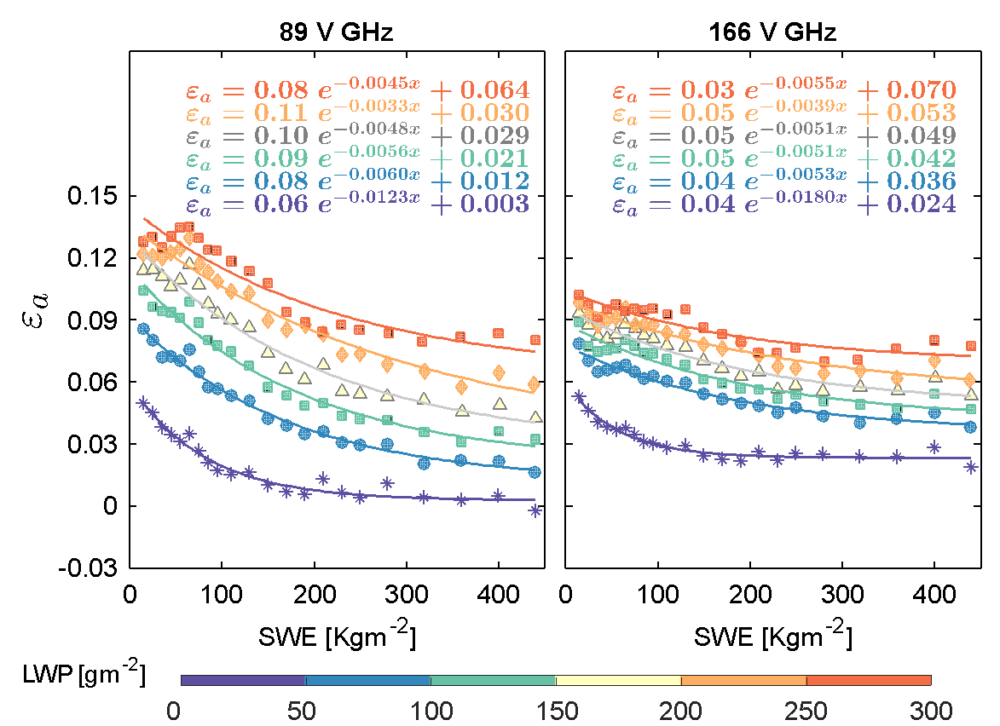 89 V GHz
εₐ = 0.08 e^{−0.0045x} + 0.064
εₐ = 0.11 e^{−0.0033x} + 0.030
εₐ = 0.10 e^{−0.0048x} + 0.029
εₐ = 0.09 e^{−0.0056x} + 0.021
εₐ = 0.08 e^{−0.0060x} + 0.012
εₐ = 0.06 e^{−0.0123x} + 0.003
166 V GHz
εₐ = 0.03 e^{−0.0055x} + 0.070
εₐ = 0.05 e^{−0.0039x} + 0.053
εₐ = 0.05 e^{−0.0051x} + 0.049
εₐ = 0.05 e^{−0.0051x} + 0.042
εₐ = 0.04 e^{−0.0053x} + 0.036
εₐ = 0.04 e^{−0.0180x} + 0.024
εₐ
0.15
0.12
0.09
0.06
0.03
0
-0.03
0 100 200 300 400
0 100 200 300 400
SWE [Kgm⁻²]
SWE [Kgm⁻²]
LWP [gm⁻²]
0 50 100 150 200 250 300